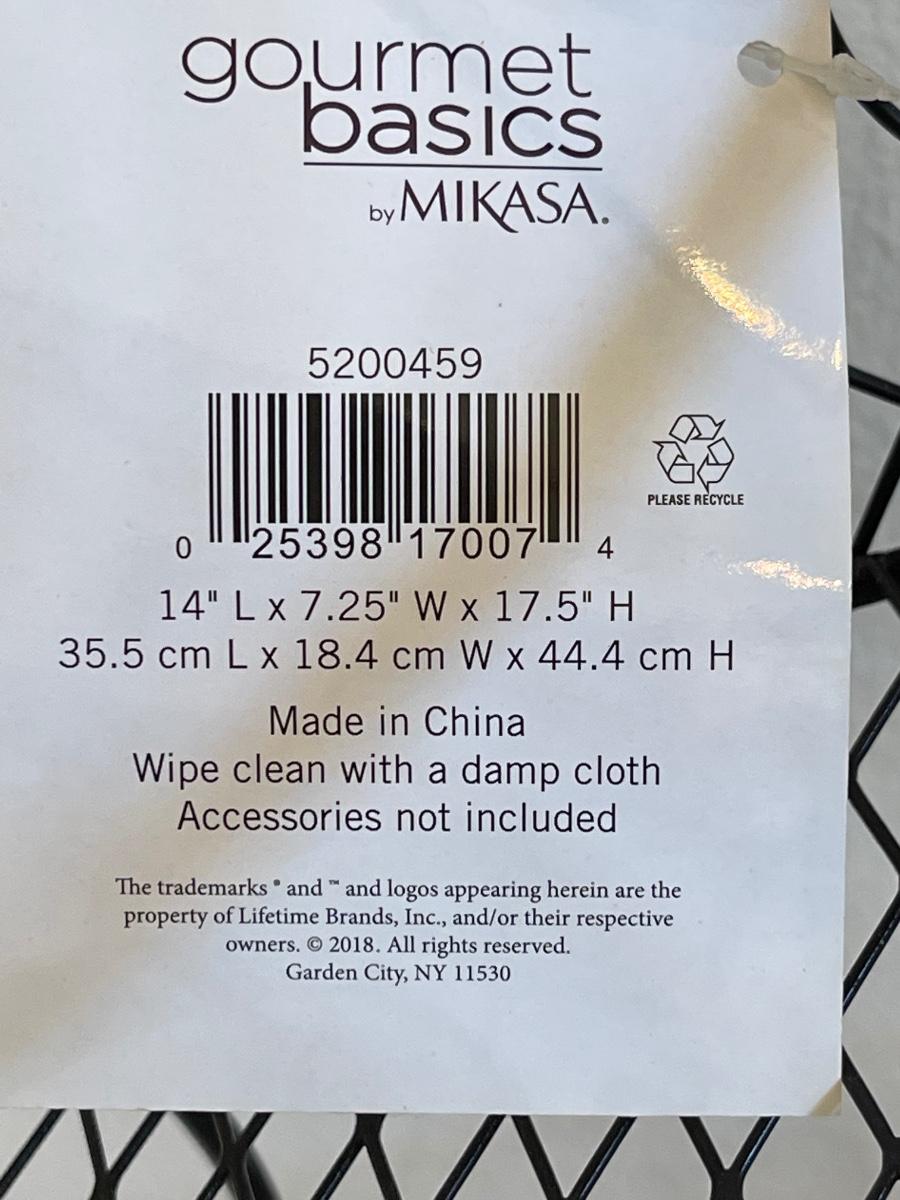 gourmet
basics
by MIKASA.
5200459
0 25398 17007 4
PLEASE RECYCLE
14" L x 7.25" W x 17.5" H
35.5 cm L x 18.4 cm W x 44.4 cm H
Made in China
Wipe clean with a damp cloth
Accessories not included
The trademarks ® and ™ and logos appearing herein are the
property of Lifetime Brands, Inc., and/or their respective
owners. © 2018. All rights reserved.
Garden City, NY 11530